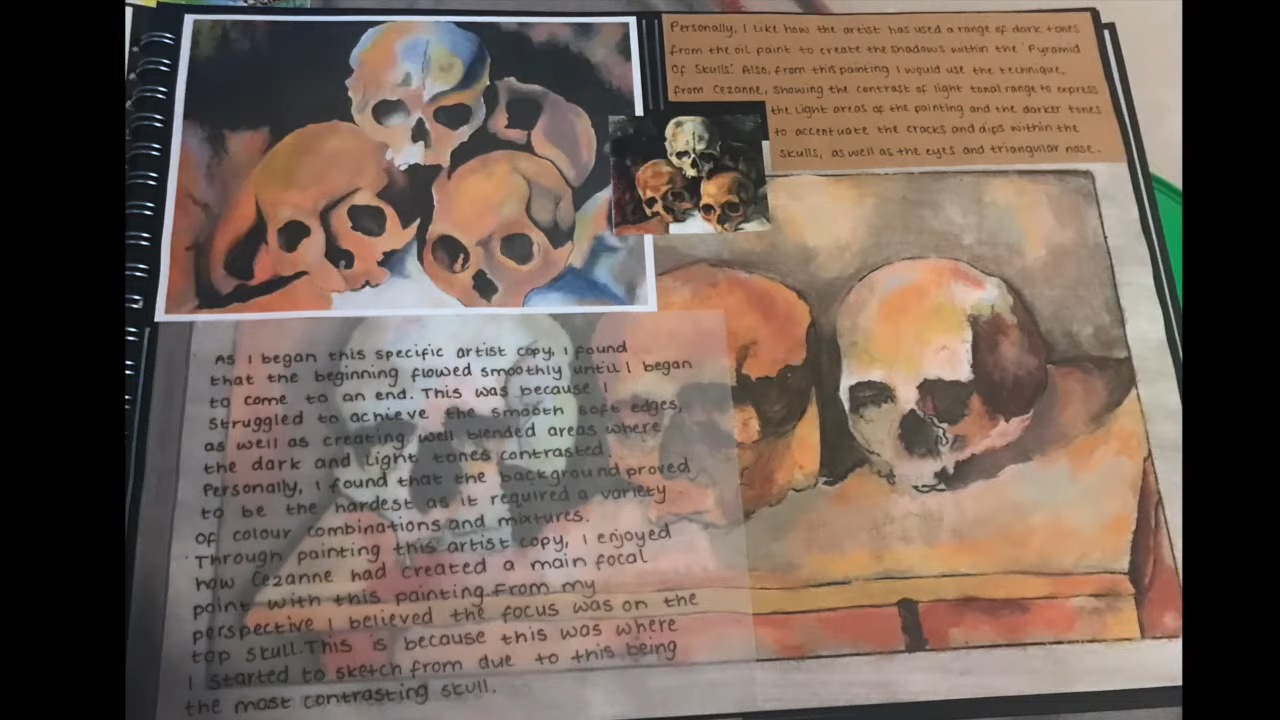 Personally, I like how the artist has used a range of dark tones
from the oil paint to create the shadows within the 'Pyramid
Of Skulls'. Also, from this painting I would use the technique,
from Cezanne, showing the contrast of light tonal range to express
the light areas of the painting and the darker tones
to accentuate the cracks and dips within the
skulls, as well as the eyes and triangular nose.
As I began this specific artist copy, I found
that the beginning flowed smoothly until I began
to come to an end. This was because I
struggled to achieve the smooth soft edges,
as well as creating well blended areas where
the dark and light tones contrasted.
Personally, I found that the background proved
to be the hardest as it required a variety
of colour combinations and mixtures.
Through painting this artist copy, I enjoyed
how Cezanne had created a main focal
point with this painting. From my
perspective I believed the focus was on the
top skull. This is because this was where
I started to sketch from due to this being
the most contrasting skull.